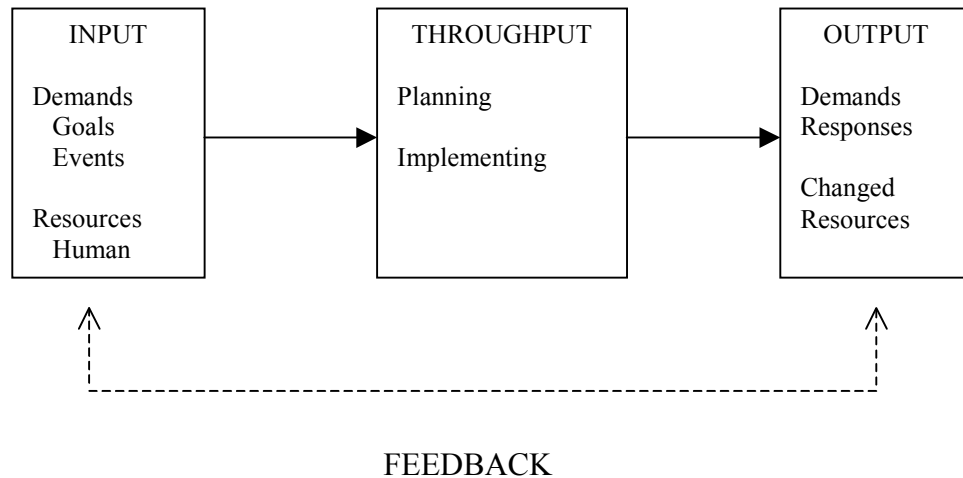 INPUT
Demands
Goals
Events
Resources
Human
THROUGHPUT
Planning
Implementing
OUTPUT
Demands
Responses
Changed
Resources
FEEDBACK